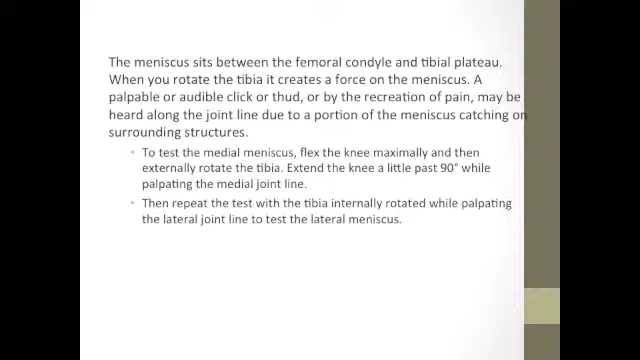 The meniscus sits between the femoral condyle and tibial plateau.
When you rotate the tibia it creates a force on the meniscus. A
palpable or audible click or thud, or by the recreation of pain, may be
heard along the joint line due to a portion of the meniscus catching on
surrounding structures.
• To test the medial meniscus, flex the knee maximally and then
externally rotate the tibia. Extend the knee a little past 90° while
palpating the medial joint line.
• Then repeat the test with the tibia internally rotated while palpating
the lateral joint line to test the lateral meniscus.